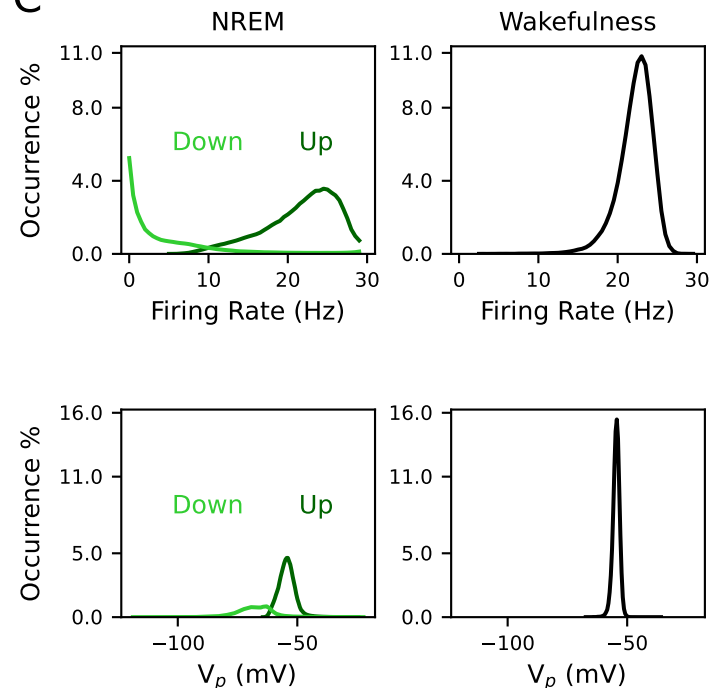 C
NREM
Wakefulness
Occurrence %
11.0
8.0
4.0
0.0
Down
Up
0
10
20
30
Firing Rate (Hz)
11.0
8.0
4.0
0.0
0
10
20
30
Firing Rate (Hz)
Occurrence %
16.0
11.0
5.0
0.0
Down
Up
−100
−50
Vp (mV)
16.0
11.0
5.0
0.0
−100
−50
Vp (mV)